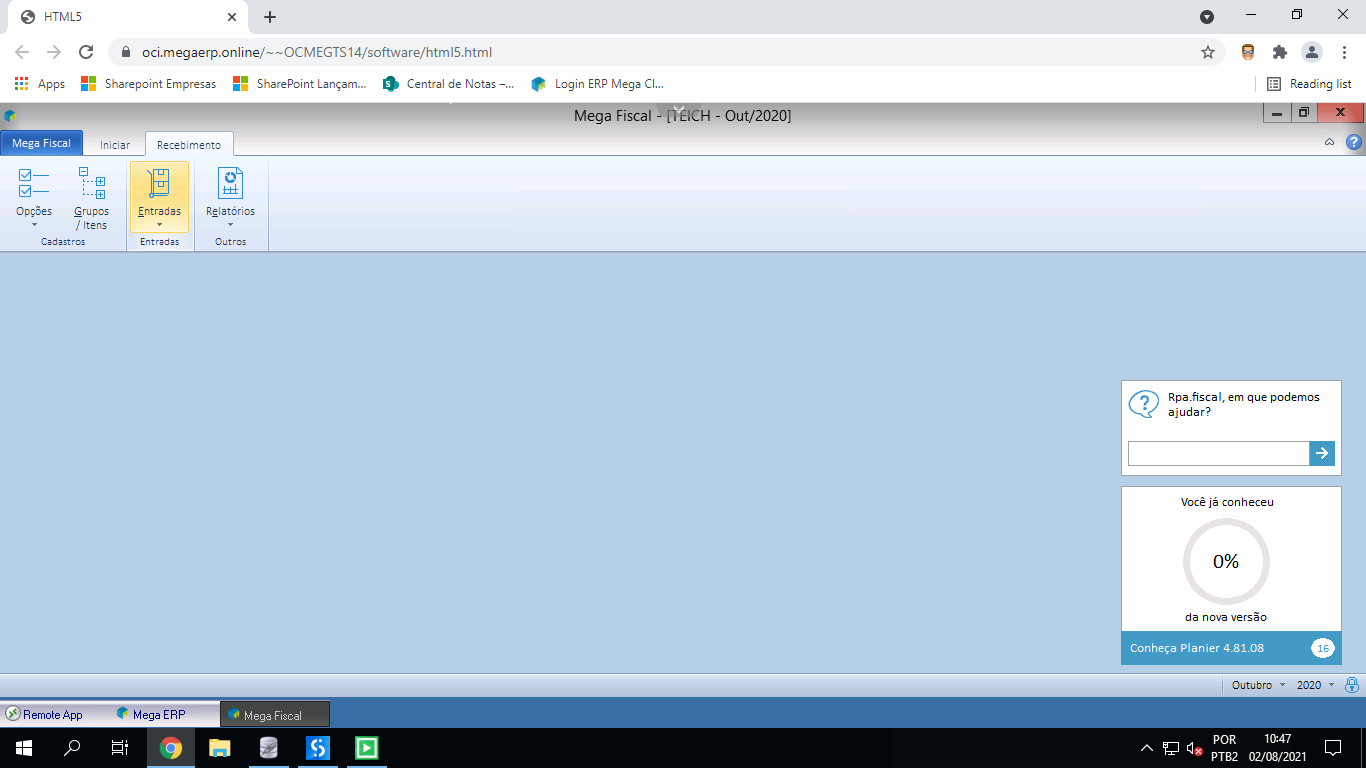 HTML5
oci.megaerp.online/~~OCMEGTS14/software/html5.html
Apps
Sharepoint Empresas
SharePoint Lançam...
Central de Notas –...
Login ERP Mega Cl...
Reading list
Mega Fiscal - [TEICH - Out/2020]
Mega Fiscal
Iniciar
Recebimento
Opções
Grupos
/ Itens
Entradas
Relatórios
Cadastros
Entradas
Outros
Rpa.fiscal, em que podemos
ajudar?
Você já conheceu
0%
da nova versão
Conheça Planier 4.81.08
16
Outubro
2020
Remote App
Mega ERP
Mega Fiscal
POR
PTB2
10:47
02/08/2021